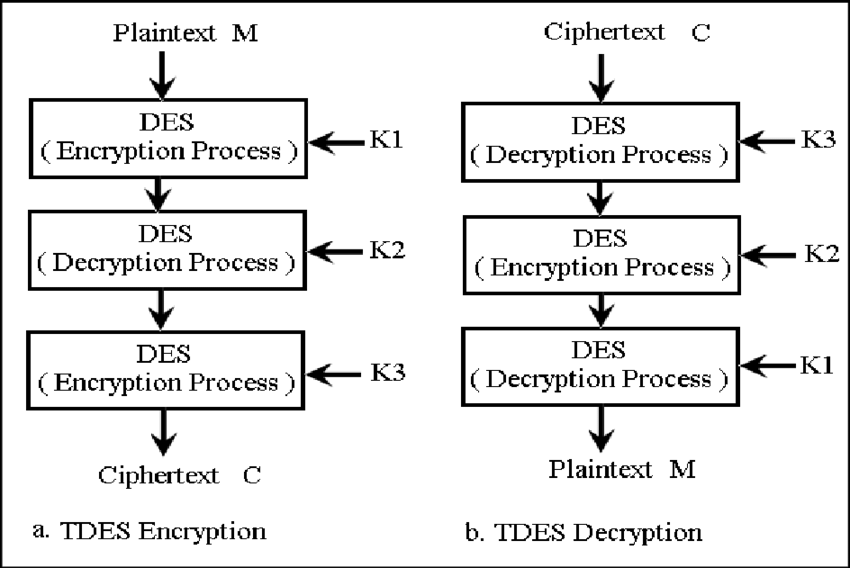 Plaintext M
DES
( Encryption Process )
K1
DES
( Decryption Process )
K2
DES
( Encryption Process )
K3
Ciphertext C
a. TDES Encryption
Ciphertext C
DES
( Decryption Process )
K3
DES
( Encryption Process )
K2
DES
( Decryption Process )
K1
Plaintext M
b. TDES Decryption